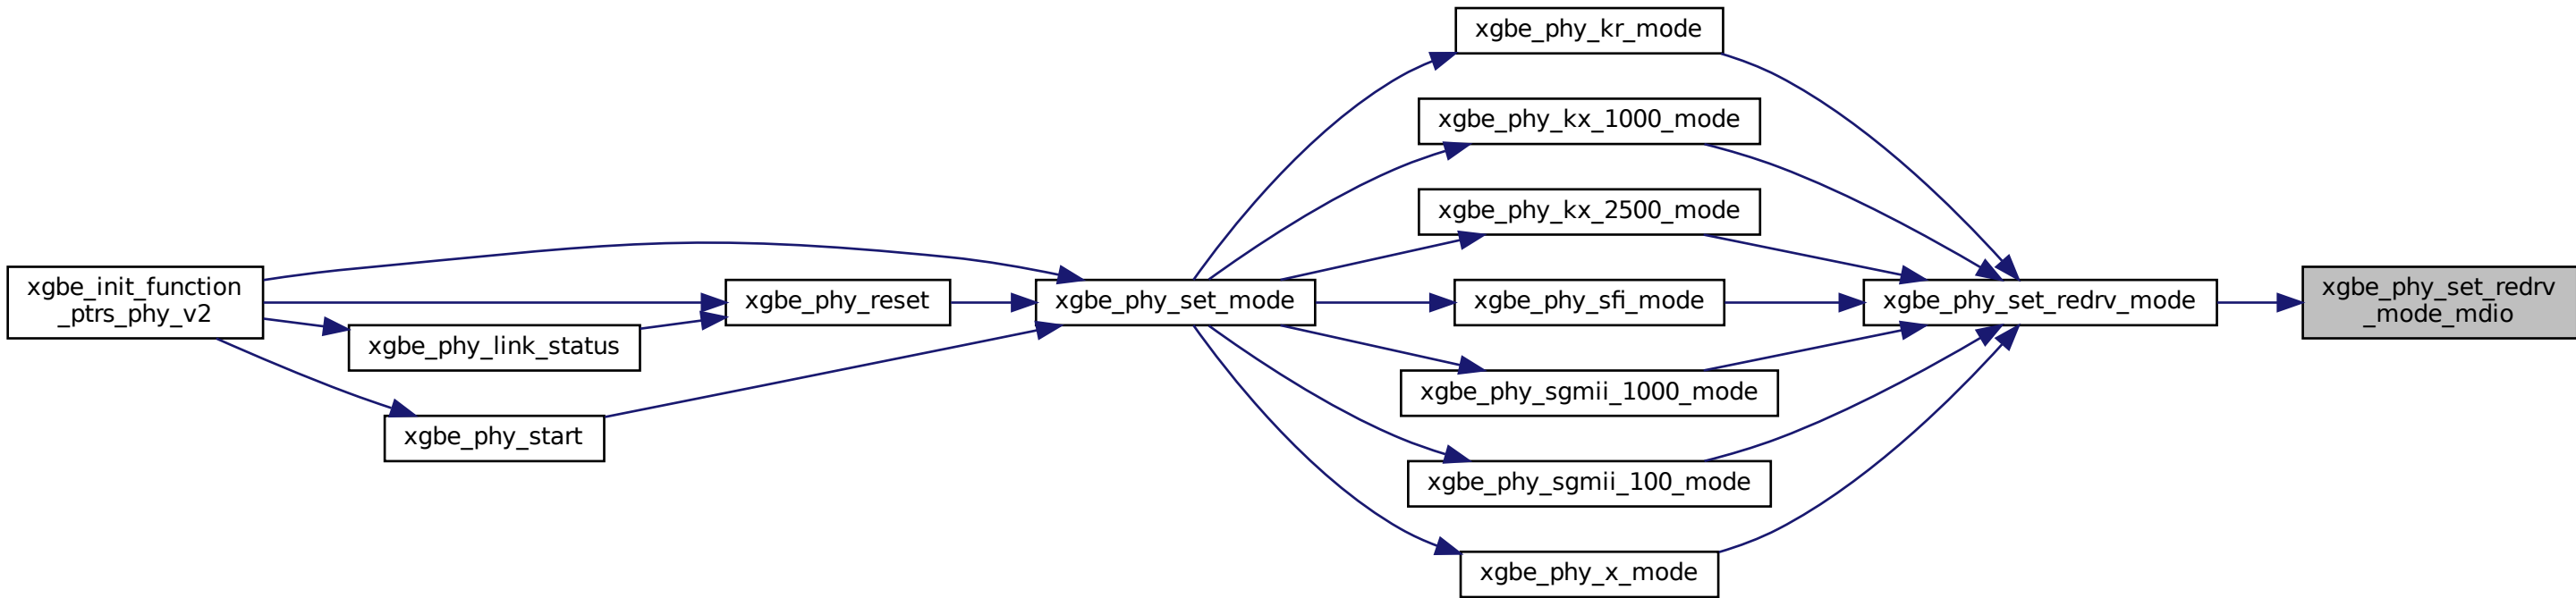 xgbe_init_function
_ptrs_phy_v2
xgbe_phy_link_status
xgbe_phy_start
xgbe_phy_reset
xgbe_phy_set_mode
xgbe_phy_kr_mode
xgbe_phy_kx_1000_mode
xgbe_phy_kx_2500_mode
xgbe_phy_sfi_mode
xgbe_phy_sgmii_1000_mode
xgbe_phy_sgmii_100_mode
xgbe_phy_x_mode
xgbe_phy_set_redrv_mode
xgbe_phy_set_redrv
_mode_mdio